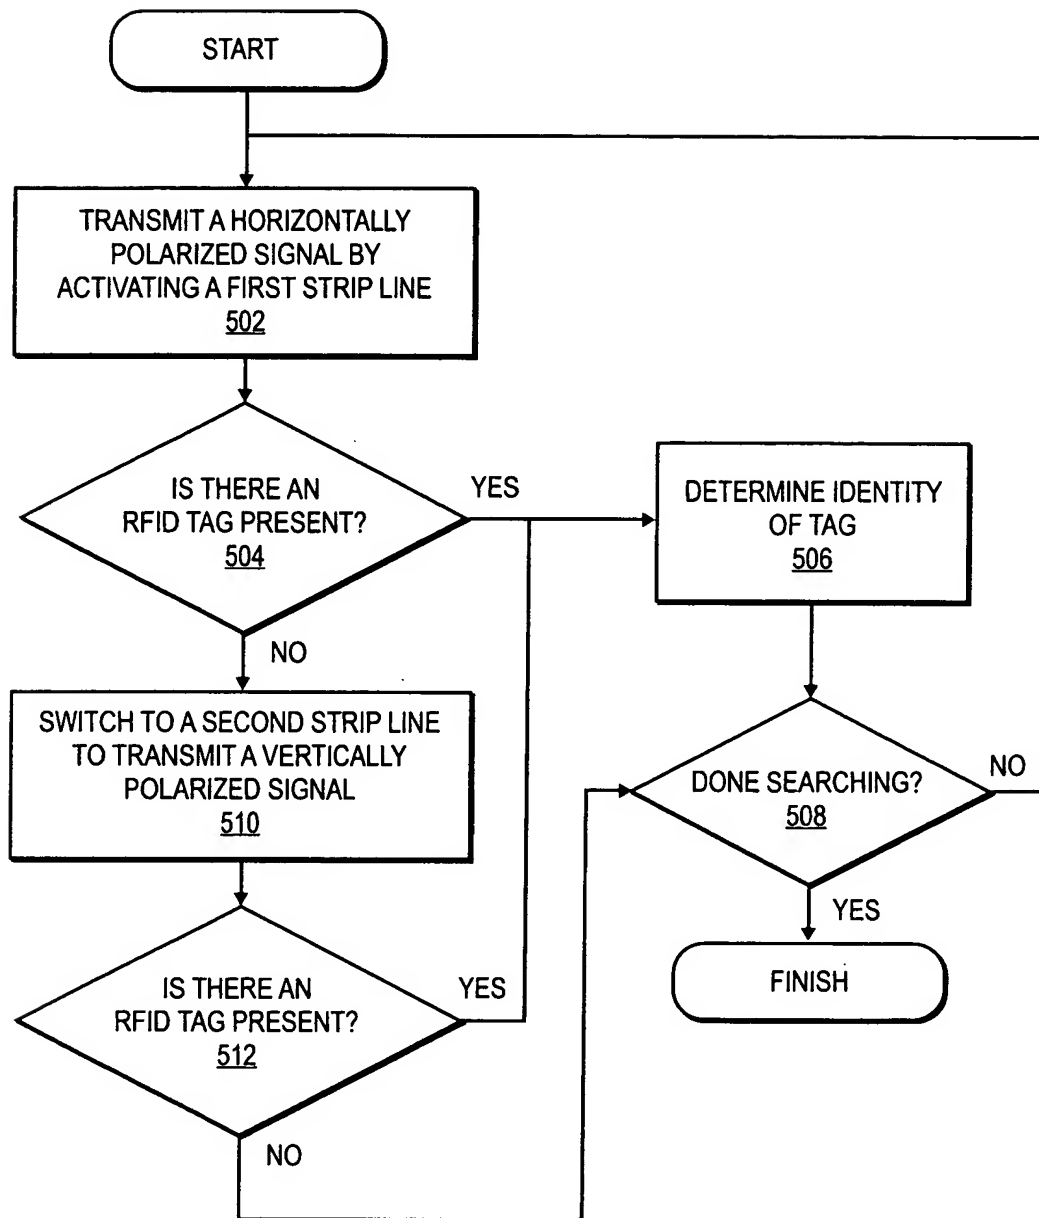 START
TRANSMIT A HORIZONTALLY
POLARIZED SIGNAL BY
ACTIVATING A FIRST STRIP LINE
502
IS THERE AN
RFID TAG PRESENT?
504
YES
NO
DETERMINE IDENTITY
OF TAG
506
SWITCH TO A SECOND STRIP LINE
TO TRANSMIT A VERTICALLY
POLARIZED SIGNAL
510
DONE SEARCHING?
508
NO
YES
FINISH
IS THERE AN
RFID TAG PRESENT?
512
YES
NO